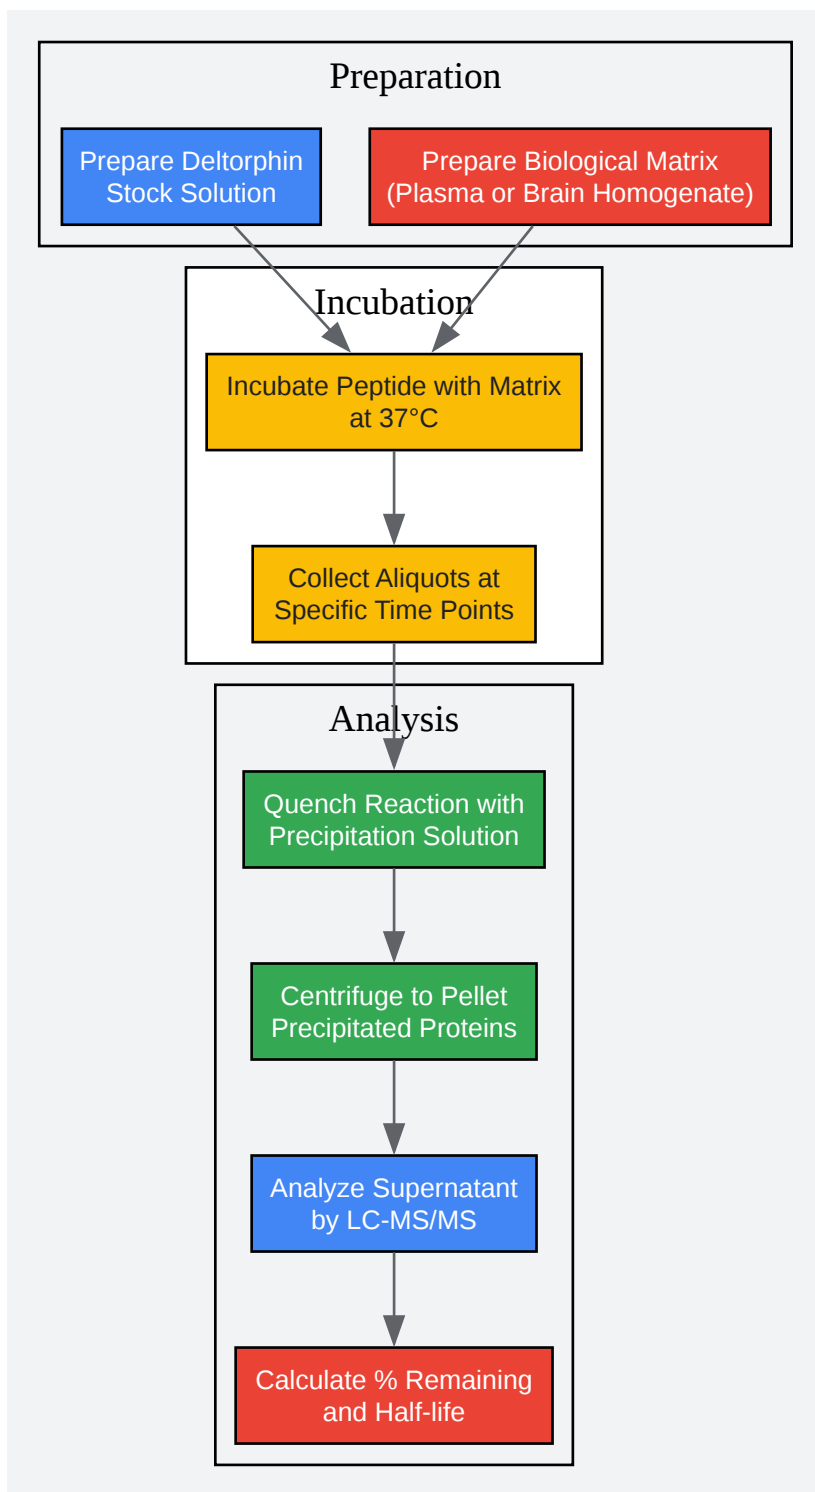 Preparation
Prepare Deltorphin
Stock Solution
Prepare Biological Matrix
(Plasma or Brain Homogenate)
Incubation
Incubate Peptide with Matrix
at 37°C
Collect Aliquots at
Specific Time Points
Analysis
Quench Reaction with
Precipitation Solution
Centrifuge to Pellet
Precipitated Proteins
Analyze Supernatant
by LC-MS/MS
Calculate % Remaining
and Half-life